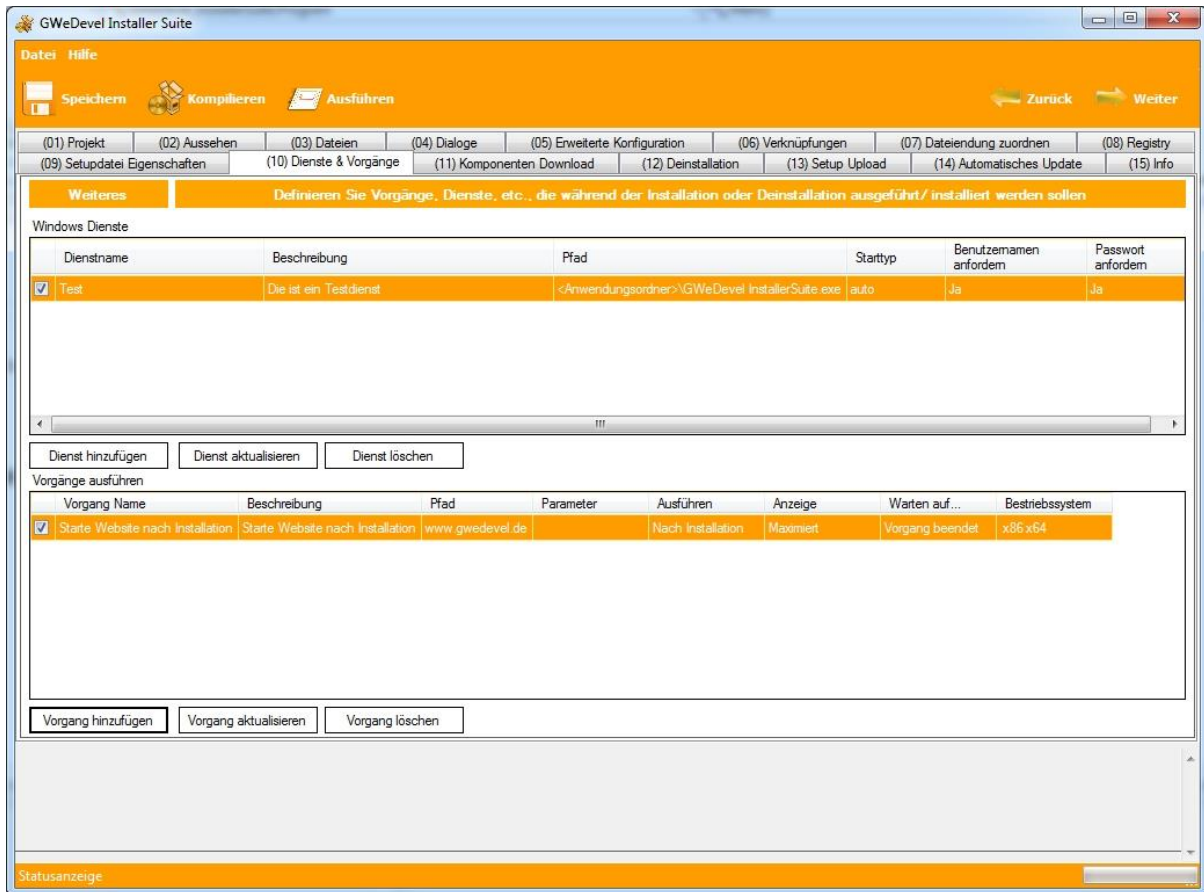 GWeDevel Installer Suite
Datei Hilfe
Speichern Kompilieren Ausführen Zurück Weiter
(01) Projekt (02) Aussehen (03) Dateien (04) Dialoge (05) Erweiterte Konfiguration (06) Verknüpfungen (07) Dateiendung zuordnen (08) Registry
(09) Setupdatei Eigenschaften (10) Dienste & Vorgänge (11) Komponenten Download (12) Deinstallation (13) Setup Upload (14) Automatisches Update (15) Info
Weiteres Definieren Sie Vorgänge, Dienste, etc., die während der Installation oder Deinstallation ausgeführt/ installiert werden sollen
Windows Dienste
Dienstname Beschreibung Pfad Starttyp Benutzernamen anfordern Passwort anfordern
Test Die ist ein Testdienst <Anwendungsordner>\GWeDevel InstallerSuite.exe auto Ja Ja
Dienst hinzufügen Dienst aktualisieren Dienst löschen
Vorgänge ausführen
Vorgang Name Beschreibung Pfad Parameter Ausführen Anzeige Warten auf... Bestriebssystem
Starte Website nach Installation Starte Website nach Installation www.gwedevel.de Nach Installation Maximiert Vorgang beendet x86 x64
Vorgang hinzufügen Vorgang aktualisieren Vorgang löschen
Statusanzeige